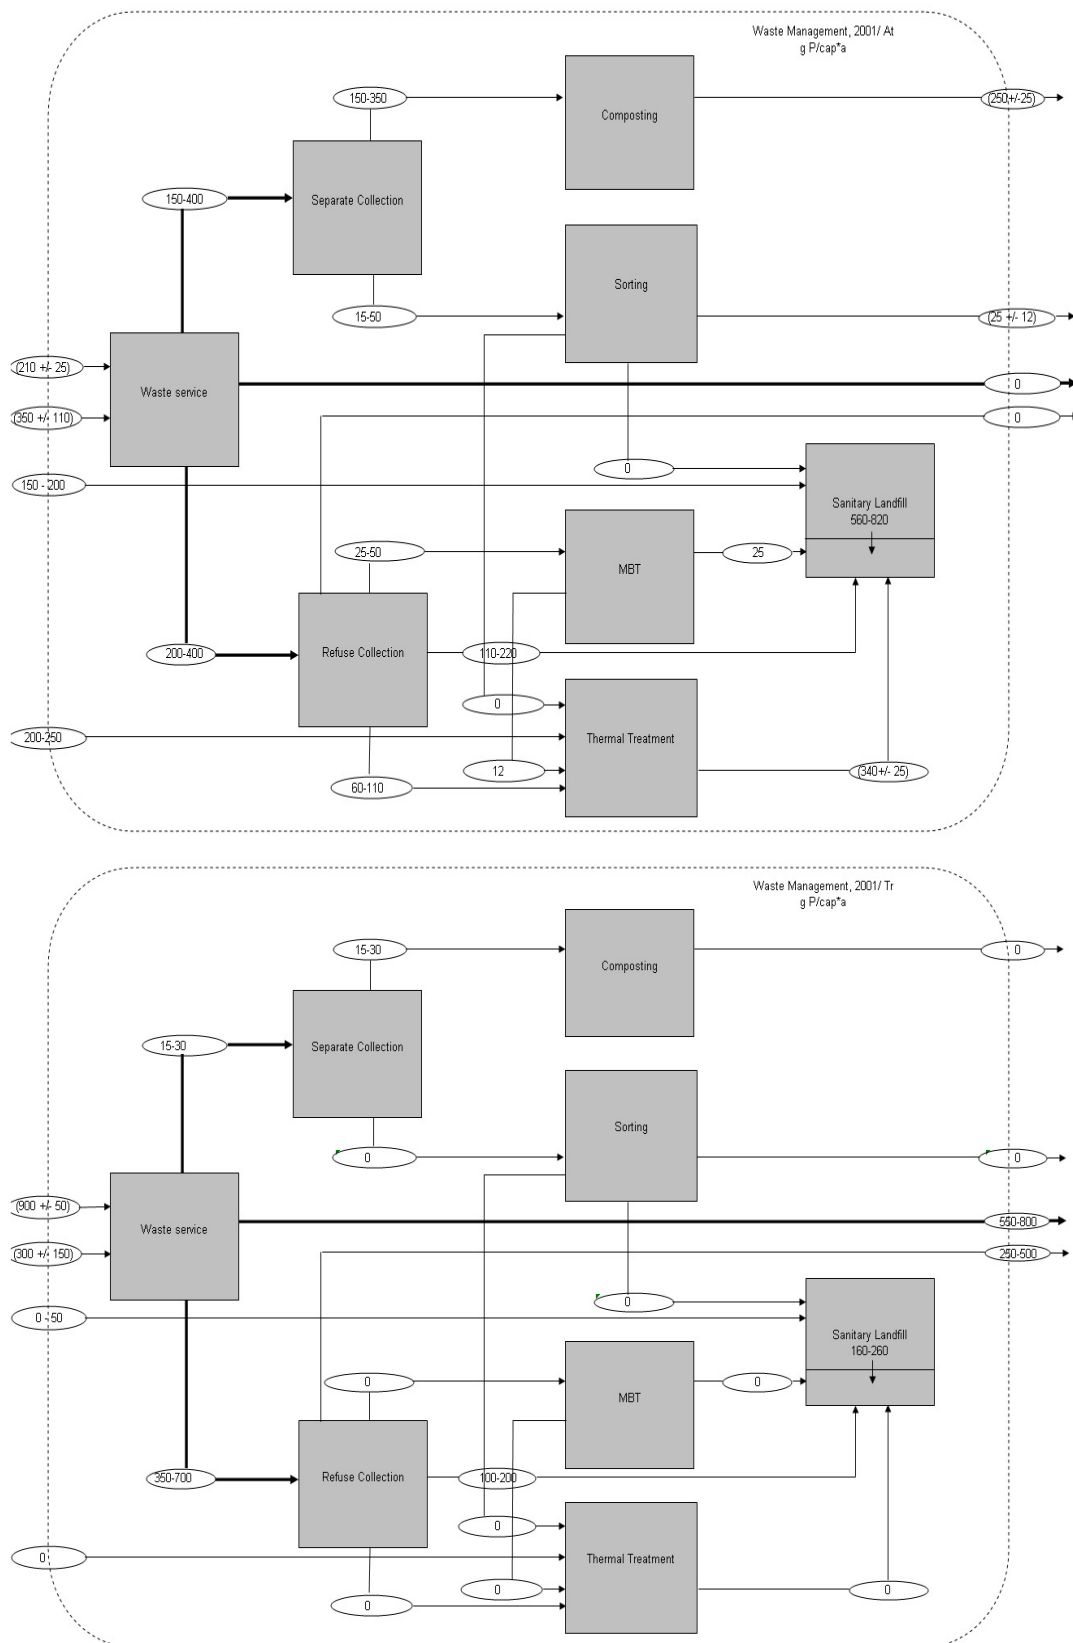 Waste Management, 2001/ At
g P/cap*a
150-350
(250+/-25)
Composting
150-400
Separate Collection
Sorting
15-50
(25 +/- 12)
(210 +/- 25)
0
Waste service
(350 +/- 110)
0
0
150 - 200
Sanitary Landfill
560-820
25-50
25
MBT
200-400
Refuse Collection
110-220
0
200-250
Thermal Treatment
12
(340+/- 25)
60-110
Waste Management, 2001/ Tr
g P/cap*a
15-30
0
Composting
15-30
Separate Collection
Sorting
0
0
(900 +/- 50)
550-800
Waste service
(300 +/- 150)
250-500
0
0 - 50
Sanitary Landfill
160-260
0
0
MBT
350-700
Refuse Collection
100-200
0
0
Thermal Treatment
0
0
0